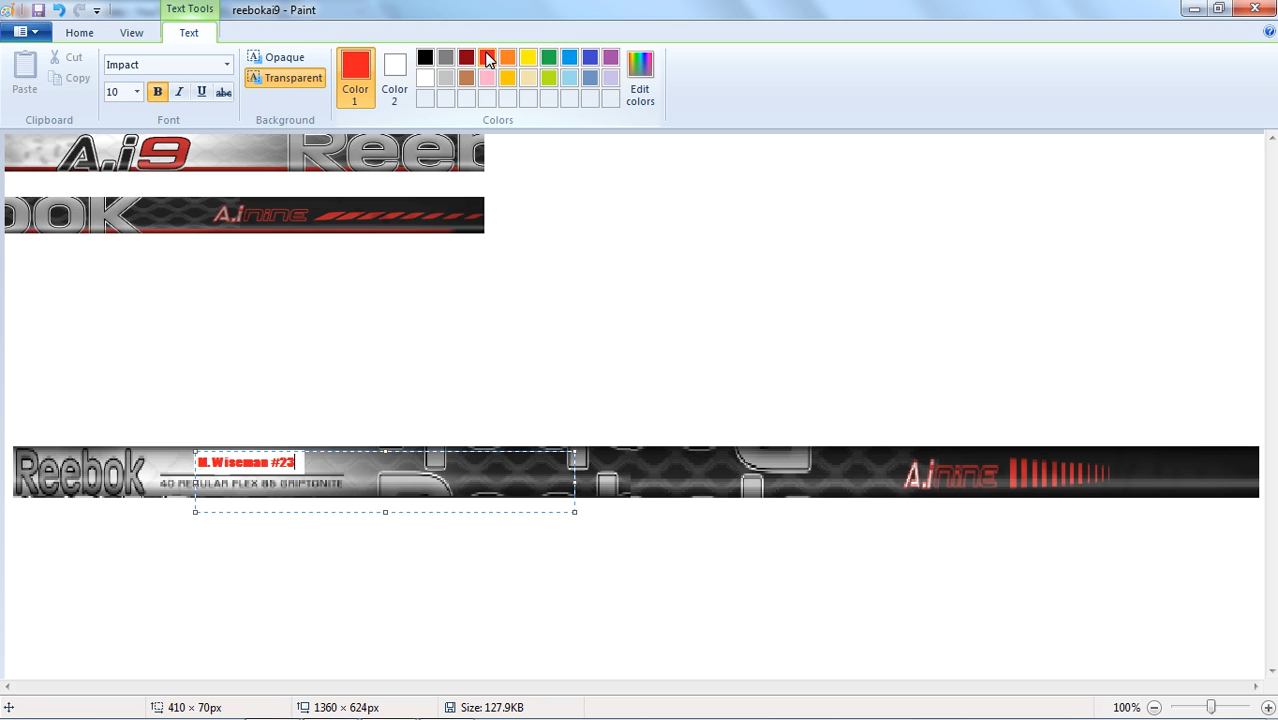 Text Tools
reebokai9 - Paint
Home
View
Text
Paste
Cut
Copy
Clipboard
Impact
10
B I U abc
Font
Opaque
Transparent
Background
Color 1
Color 2
Edit colors
Colors
A.i9 Reeb
ook A.i nine
Reebok
M. Wiseman #23
40 REGULAR FLEX 85 GRIPTONITE
A.i nine
410 × 70px
1360 × 624px
Size: 127.9KB
100%